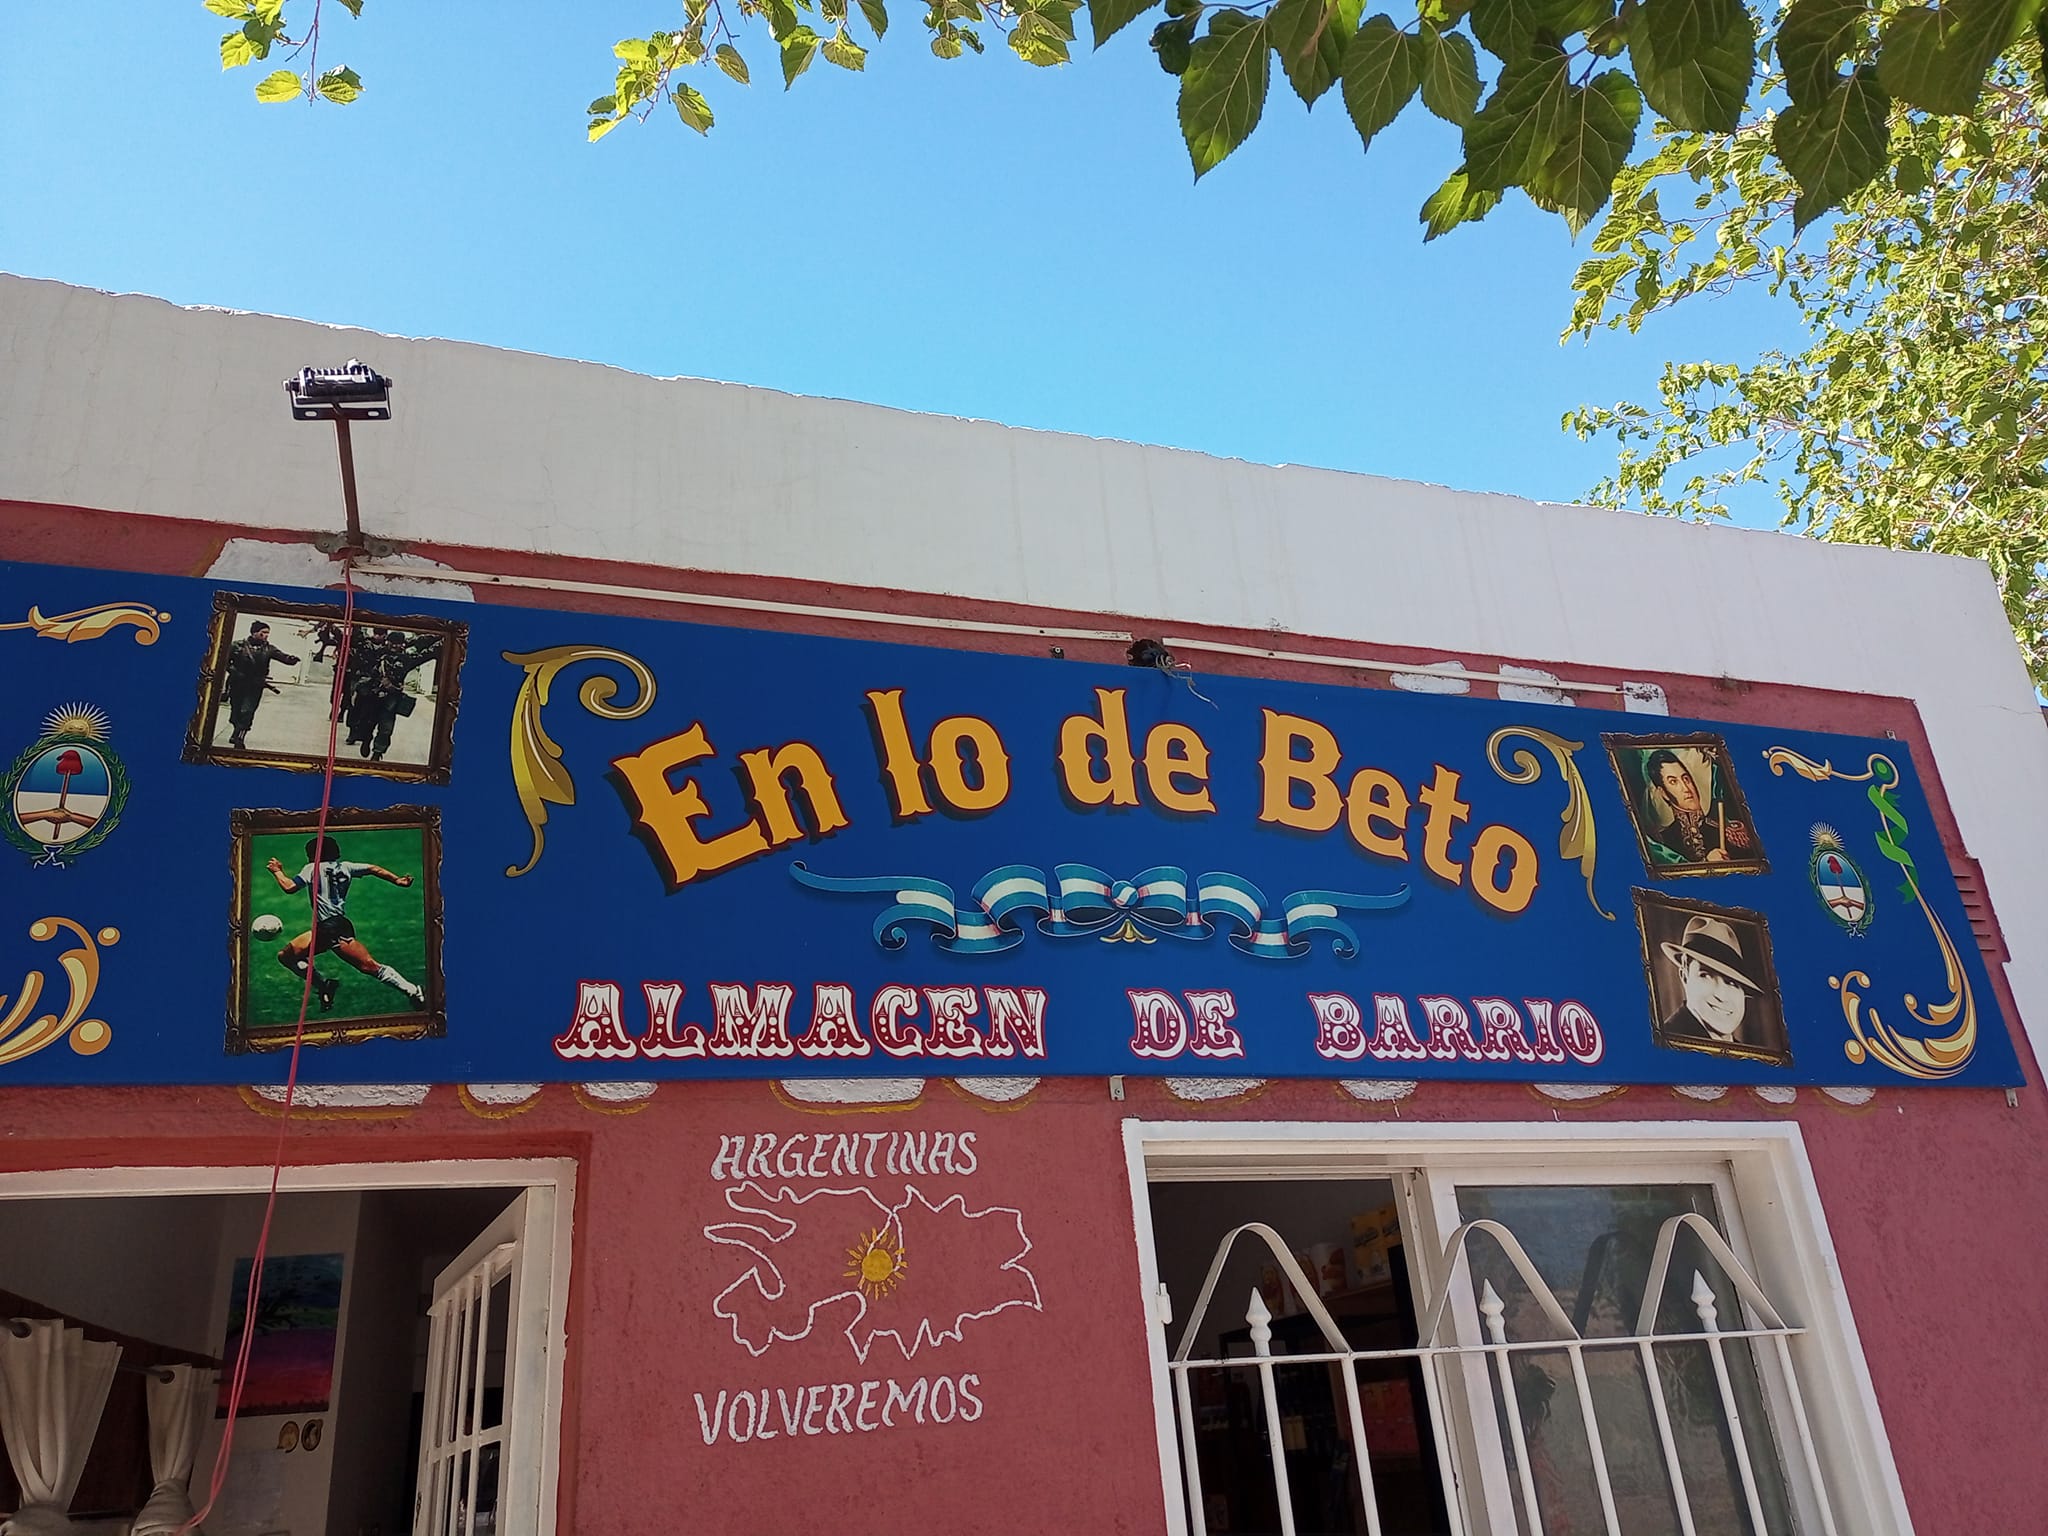 En lo de Beto
ALMACEN DE BARRIO
ARGENTINAS
VOLVEREMOS